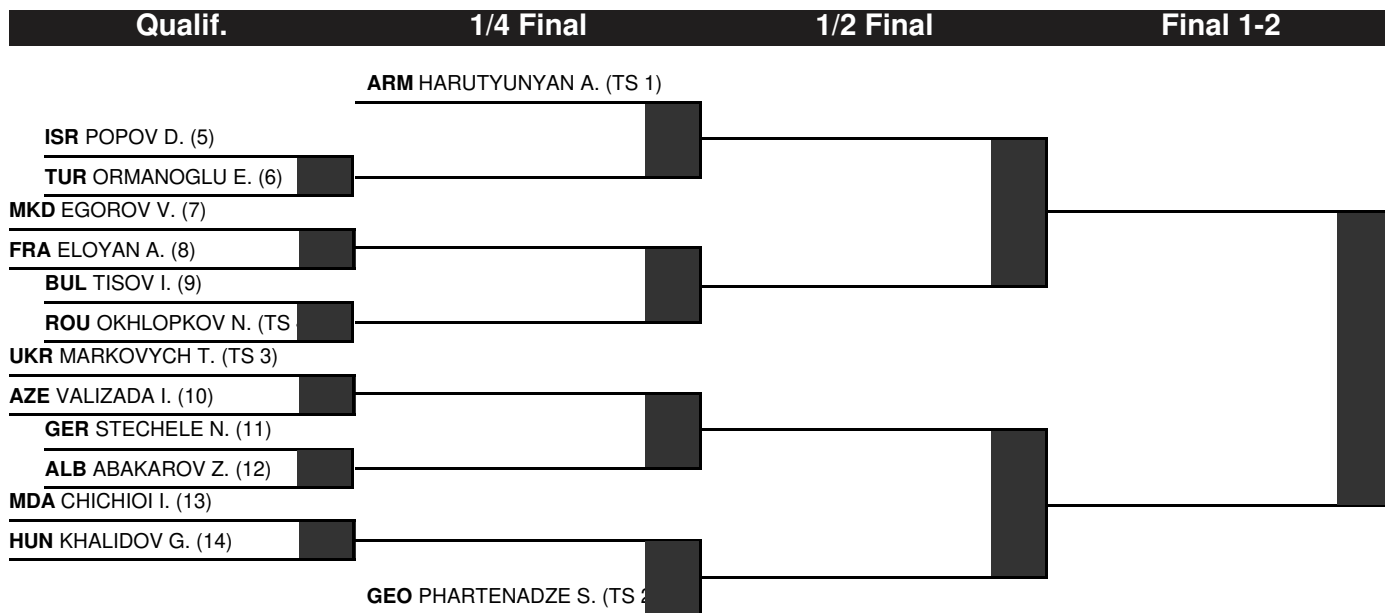 Qualif. 1/4 Final 1/2 Final Final 1-2
ARM HARUTYUNYAN A. (TS 1)
ISR POPOV D. (5)
TUR ORMANOGLU E. (6)
MKD EGOROV V. (7)
FRA ELOYAN A. (8)
BUL TISOV I. (9)
ROU OKHLOPKOV N. (TS
UKR MARKOVYCH T. (TS 3)
AZE VALIZADA I. (10)
GER STECHELE N. (11)
ALB ABAKAROV Z. (12)
MDA CHICHIOI I. (13)
HUN KHALIDOV G. (14)
GEO PHARTENADZE S. (TS 2